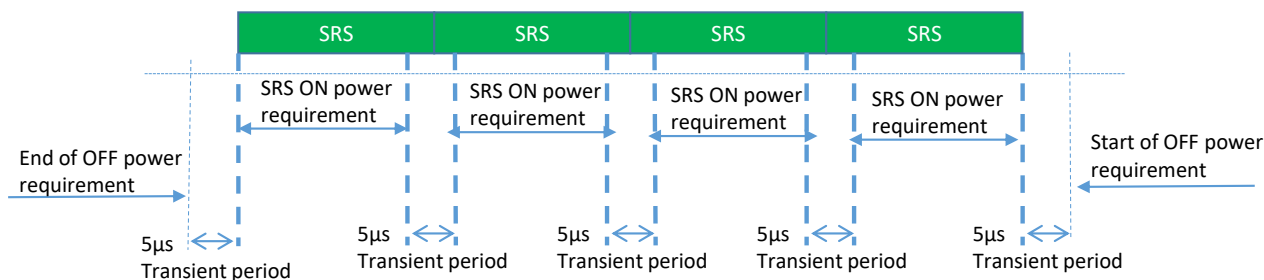 SRS
SRS
SRS
SRS
SRS ON power
requirement
SRS ON power
requirement
SRS ON power
requirement
SRS ON power
requirement
End of OFF power
requirement
Start of OFF power
requirement
5µs
Transient period
5µs
Transient period
5µs
Transient period
5µs
Transient period
5µs
Transient period